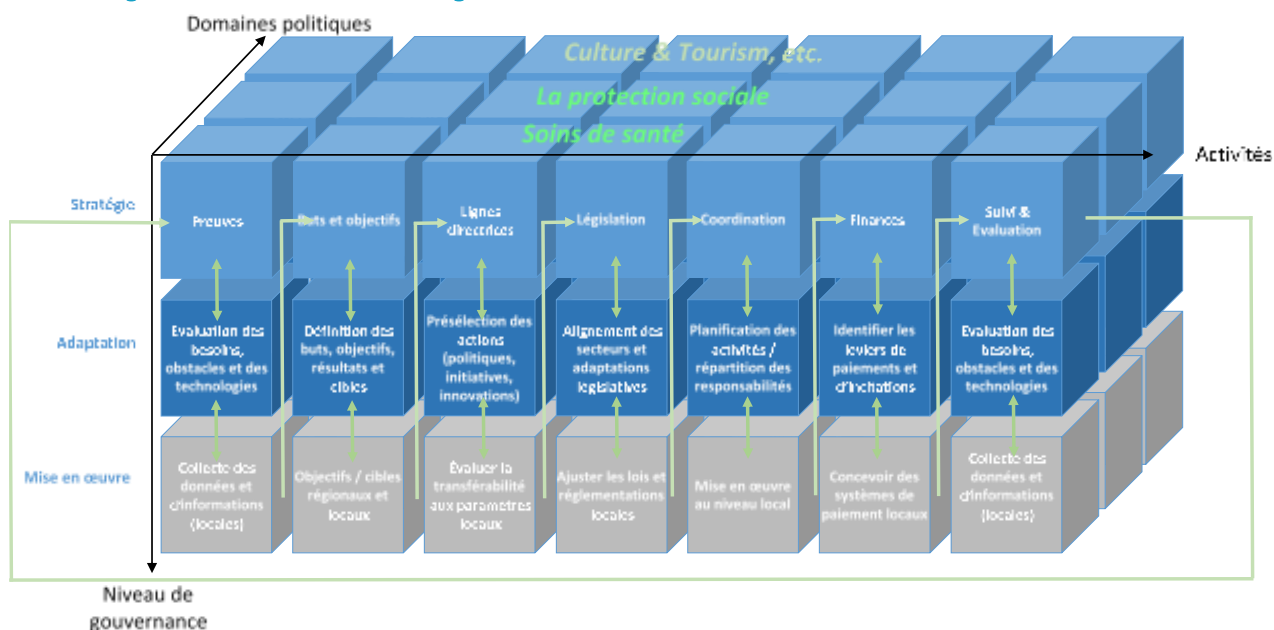 Domaines politiques
Culture & Tourism, etc.
La protection sociale
Soins de santé
Activités
Stratégie
Preuves
Buts et objectifs
Lignes
directrices
Législation
Coordination
Finances
Suivi &
Evaluation
Adaptation
Evaluation des
besoins,
obstacles et des
technologies
Définition des
buts, objectifs,
résultats et
cibles
Présélection des
actions
(politiques,
initiatives,
innovations)
Alignement des
secteurs et
adaptations
legislatives
Planification des
activités /
répartition des
responsabilités
Identifier les
leviers de
paiements et
d'incitations
Evaluation des
besoins,
obstacles et des
technologies
Mise en œuvre
Collecte des
données et
d'informations
(locales)
Objectifs / cibles
régionaux et
locaux
Évaluer la
transférabilité
aux paramètres
locaux
Ajuster les lois et
réglementations
locales
Mise en œuvre
au niveau local
Concevoir des
systèmes de
paiement locaux
Collecte des
données et
d'informations
(locales)
Niveau de
gouvernance